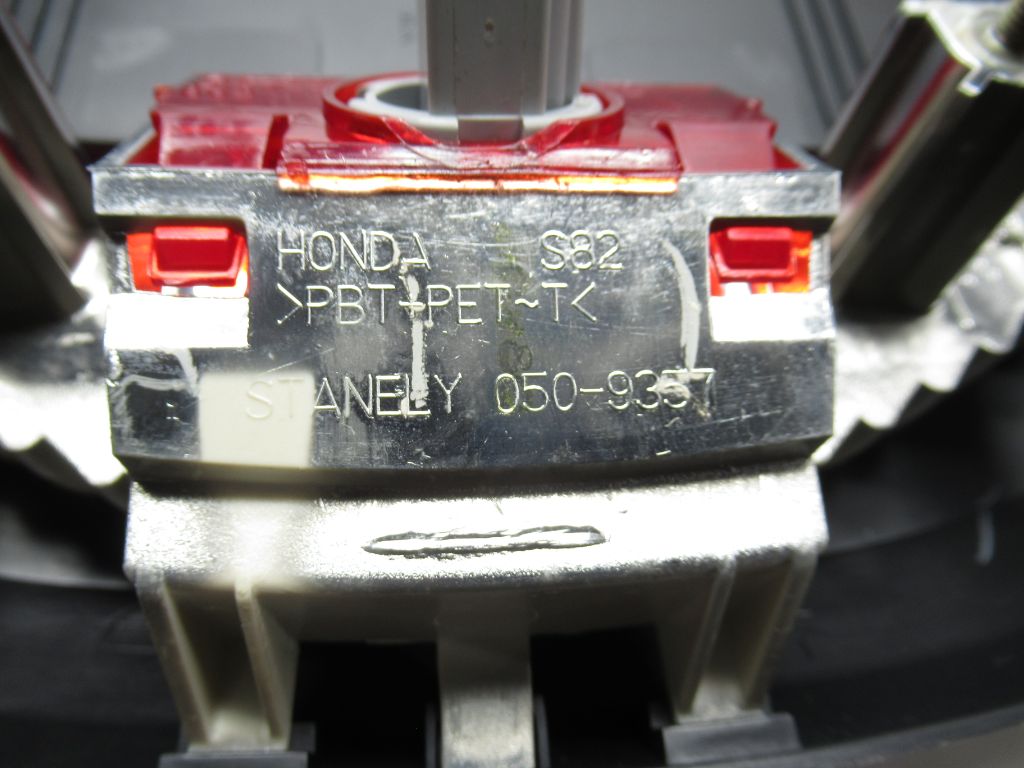 HONDA S82
>PBT+PET~T<
STANELY 050-9357